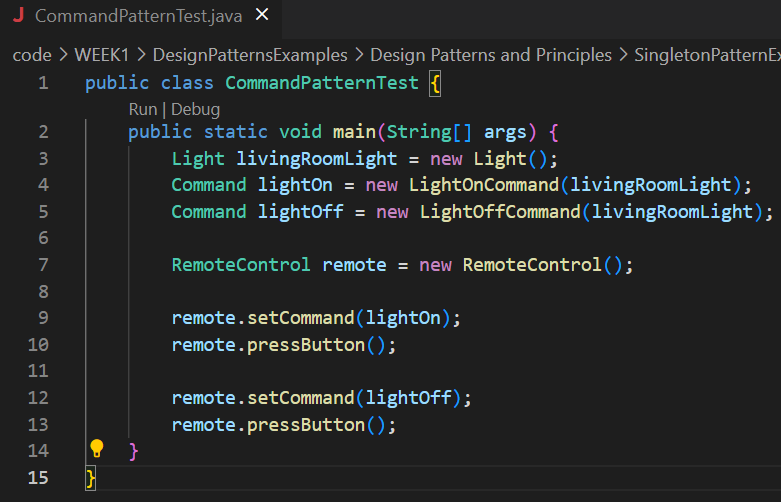 J CommandPatternTest.java ×
code > WEEK1 > DesignPatternsExamples > Design Patterns and Principles > SingletonPatternEx
1 public class CommandPatternTest {
Run | Debug
2 public static void main(String[] args) {
3 Light livingRoomLight = new Light();
4 Command lightOn = new LightOnCommand(livingRoomLight);
5 Command lightOff = new LightOffCommand(livingRoomLight);
6
7 RemoteControl remote = new RemoteControl();
8
9 remote.setCommand(lightOn);
10 remote.pressButton();
11
12 remote.setCommand(lightOff);
13 remote.pressButton();
14 }
15 }